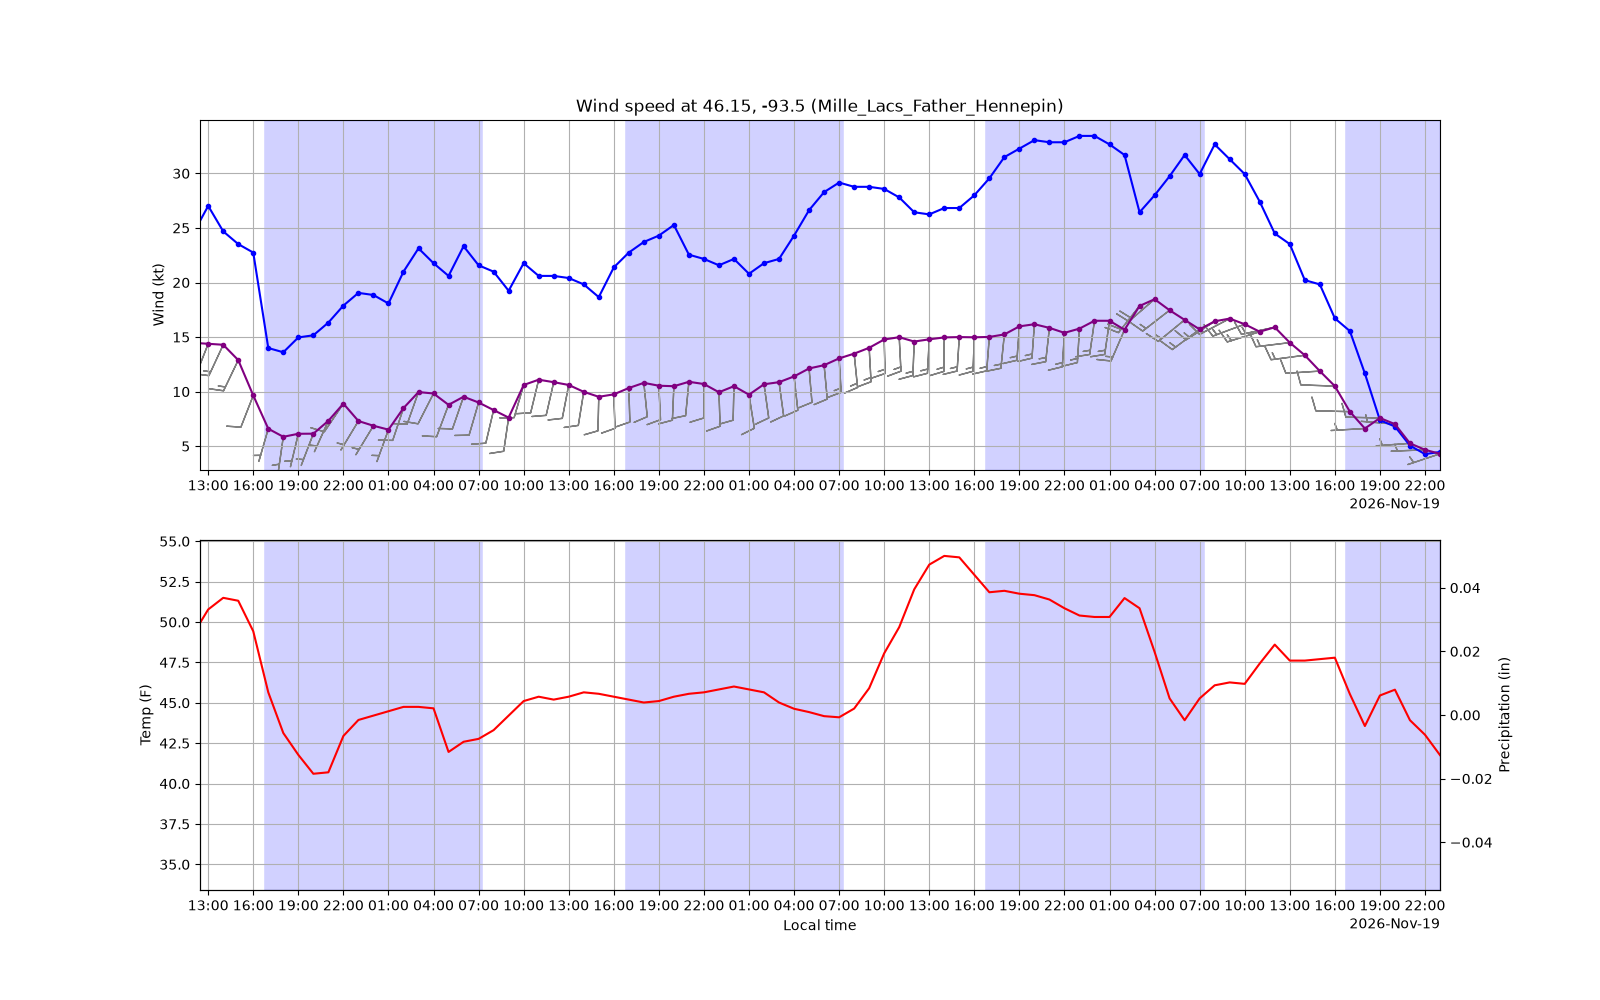 Wind speed at 46.15, -93.5 (Mille_Lacs_Father_Hennepin)
Wind (kt)
30
25
20
15
10
5
13:00 16:00 19:00 22:00 01:00 04:00 07:00 10:00 13:00 16:00 19:00 22:00 01:00 04:00 07:00 10:00 13:00 16:00 19:00 22:00 01:00 04:00 07:00 10:00 13:00 16:00 19:00 22:00
2026-Nov-19
Temp (F)
55.0
52.5
50.0
47.5
45.0
42.5
40.0
37.5
35.0
0.04
0.02
0.00
−0.02
−0.04
Precipitation (in)
13:00 16:00 19:00 22:00 01:00 04:00 07:00 10:00 13:00 16:00 19:00 22:00 01:00 04:00 07:00 10:00 13:00 16:00 19:00 22:00 01:00 04:00 07:00 10:00 13:00 16:00 19:00 22:00
Local time
2026-Nov-19